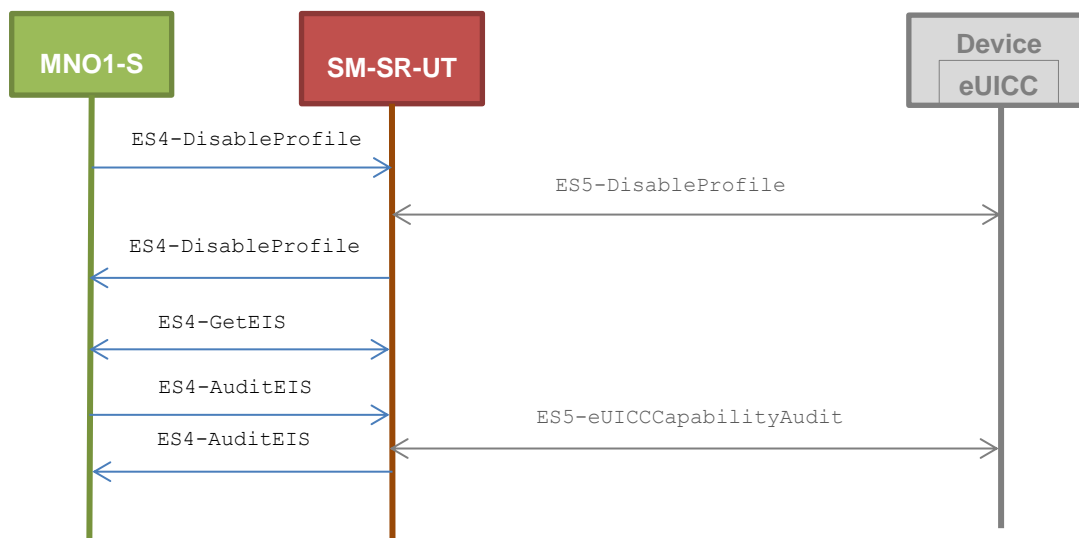 MNO1-S
SM-SR-UT
Device
eUICC
ES4-DisableProfile
ES5-DisableProfile
ES4-DisableProfile
ES4-GetEIS
ES4-AuditEIS
ES5-eUICCCapabilityAudit
ES4-AuditEIS